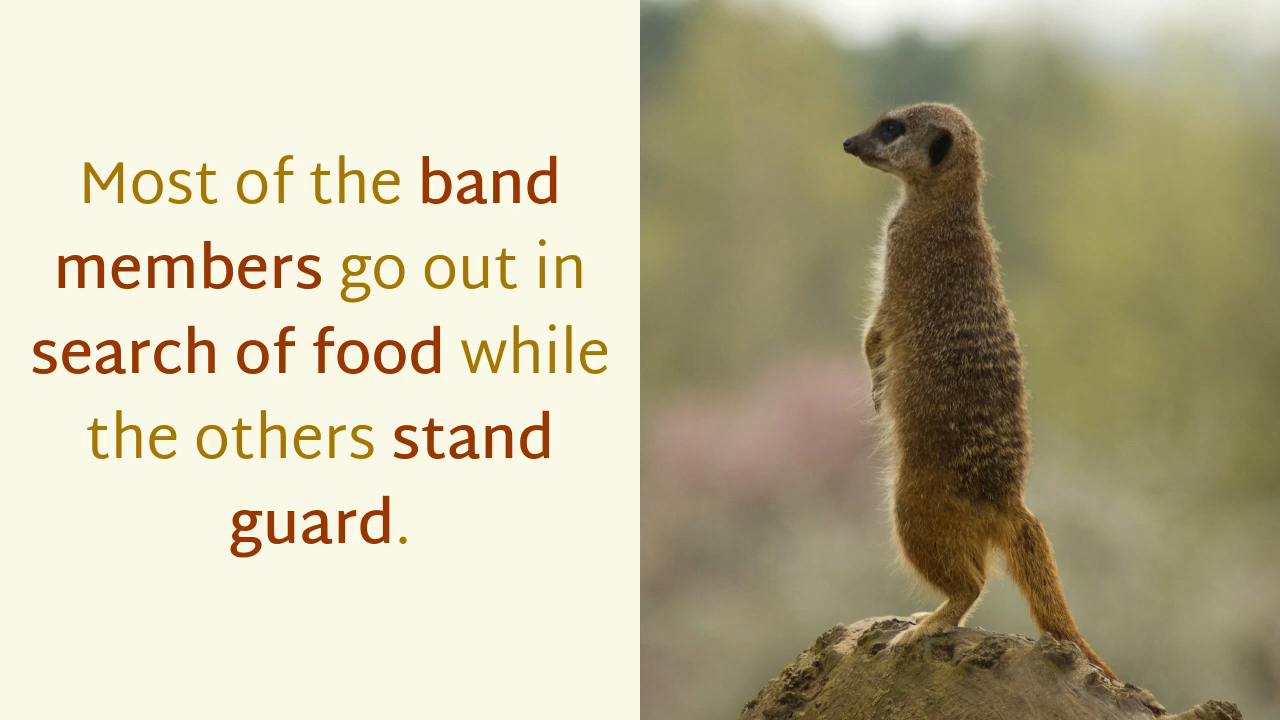 Most of the band
members go out in
search of food while
the others stand
guard.